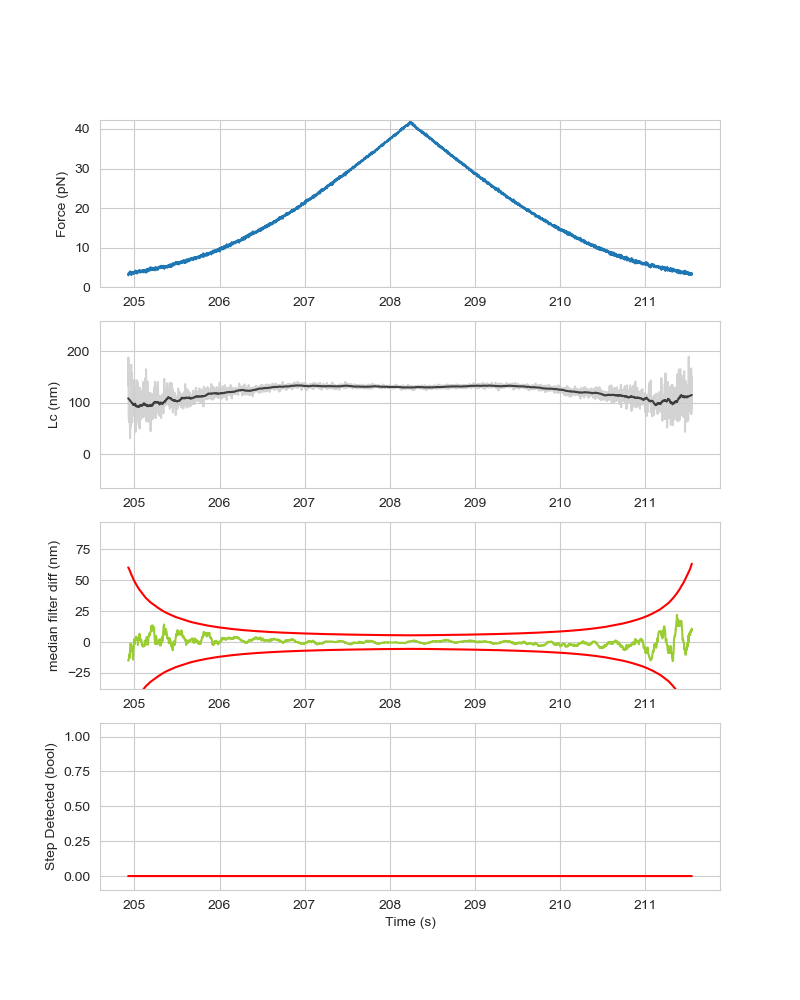 40
30
20
10
0
Force (pN)
205 206 207 208 209 210 211
200
100
0
Lc (nm)
205 206 207 208 209 210 211
75
50
25
0
−25
median filter diff (nm)
205 206 207 208 209 210 211
1.00
0.75
0.50
0.25
0.00
Step Detected (bool)
205 206 207 208 209 210 211
Time (s)